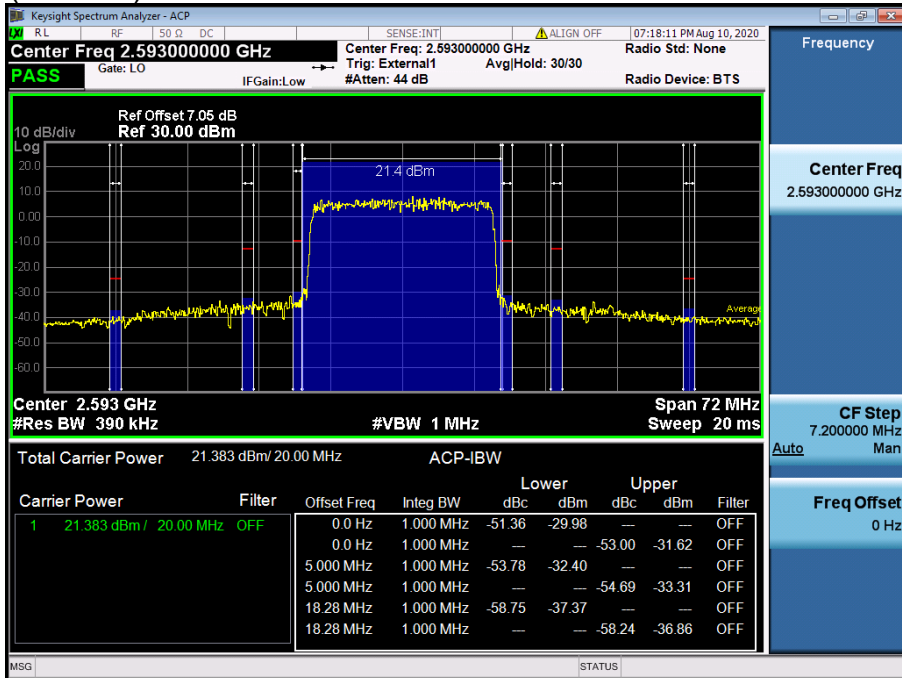 Keysight Spectrum Analyzer - ACP
LXI RL RF 50 Ω DC SENSE:INT ALIGN OFF 07:18:11 PM Aug 10, 2020
Center Freq 2.593000000 GHz
Center Freq: 2.593000000 GHz Radio Std: None
PASS Gate: LO IFGain:Low Trig: External1 Avg|Hold: 30/30
#Atten: 44 dB Radio Device: BTS
Ref Offset 7.05 dB
10 dB/div Ref 30.00 dBm
Log
20.0
21.4 dBm
10.0
0.00
-10.0
-20.0
-30.0
-40.0
Average
-50.0
-60.0
Center 2.593 GHz Span 72 MHz
#Res BW 390 kHz #VBW 1 MHz Sweep 20 ms
Total Carrier Power 21.383 dBm/ 20.00 MHz ACP-IBW
Lower Upper
Carrier Power Filter Offset Freq Integ BW dBc dBm dBc dBm Filter
1 21.383 dBm / 20.00 MHz OFF 0.0 Hz 1.000 MHz -51.36 -29.98 --- --- OFF
0.0 Hz 1.000 MHz --- --- -53.00 -31.62 OFF
5.000 MHz 1.000 MHz -53.78 -32.40 --- --- OFF
5.000 MHz 1.000 MHz --- --- -54.69 -33.31 OFF
18.28 MHz 1.000 MHz -58.75 -37.37 --- --- OFF
18.28 MHz 1.000 MHz --- --- -58.24 -36.86 OFF
MSG STATUS
Frequency
Center Freq
2.593000000 GHz
CF Step
7.200000 MHz
Auto Man
Freq Offset
0 Hz